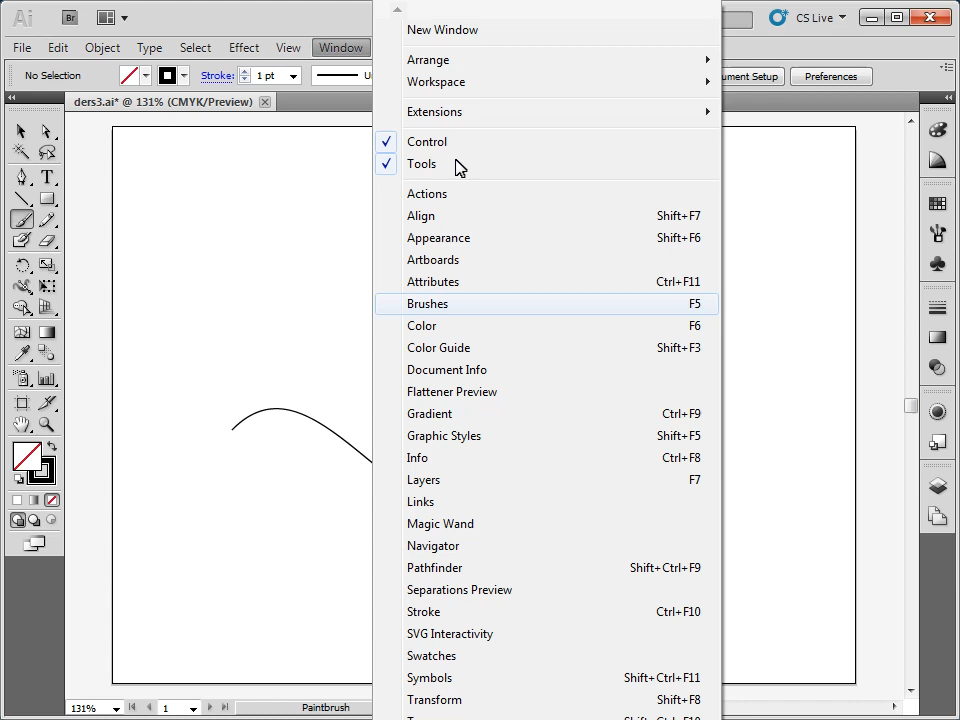 Ai Br CS Live
File Edit Object Type Select Effect View Window
No Selection Stroke: 1 pt Preferences
ders3.ai* @ 131% (CMYK/Preview)
New Window
Arrange
Workspace
Extensions
Control
Tools
Actions
Align Shift+F7
Appearance Shift+F6
Artboards
Attributes Ctrl+F11
Brushes F5
Color F6
Color Guide Shift+F3
Document Info
Flattener Preview
Gradient Ctrl+F9
Graphic Styles Shift+F5
Info Ctrl+F8
Layers F7
Links
Magic Wand
Navigator
Pathfinder Shift+Ctrl+F9
Separations Preview
Stroke Ctrl+F10
SVG Interactivity
Swatches
Symbols Shift+Ctrl+F11
Transform Shift+F8
131% 1 Paintbrush